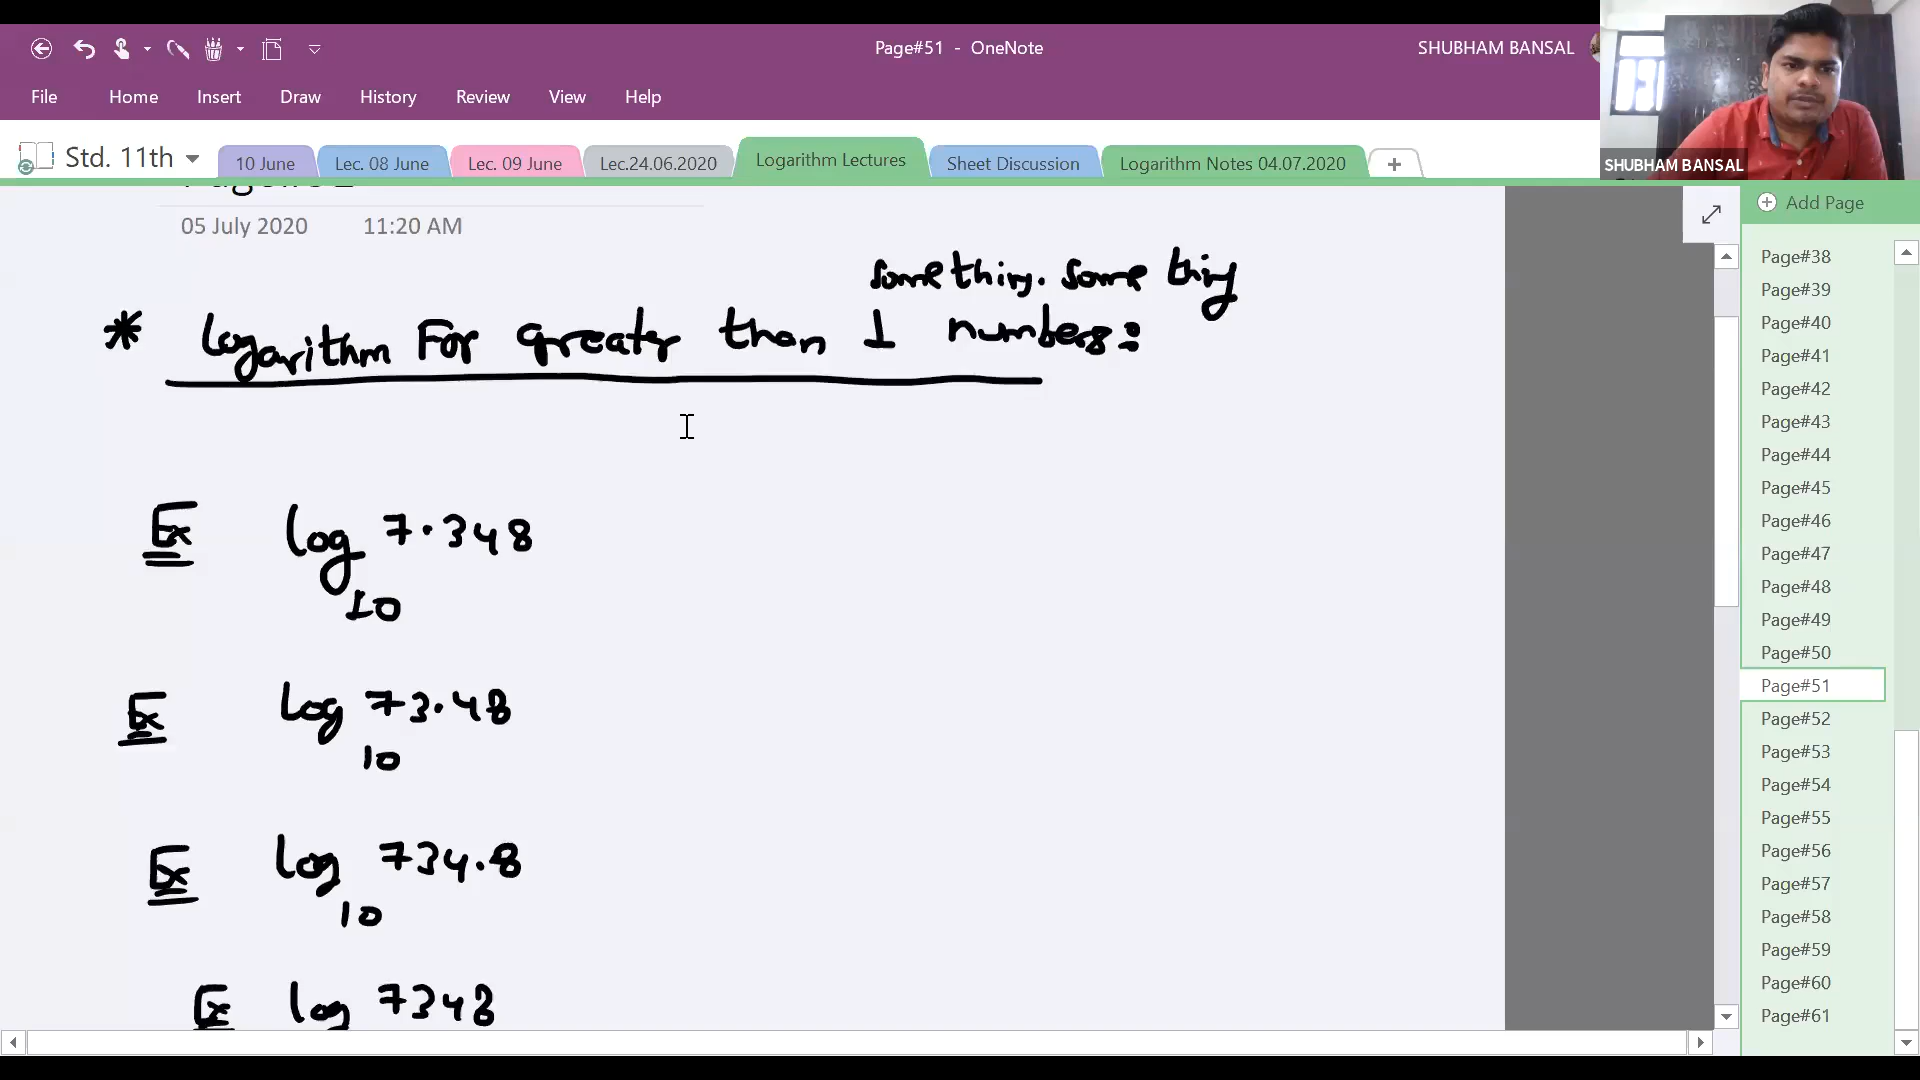 Page#51 - OneNote
SHUBHAM BANSAL
File Home Insert Draw History Review View Help
Std. 11th
10 June
Lec. 08 June
Lec. 09 June
Lec.24.06.2020
Logarithm Lectures
Sheet Discussion
Logarithm Notes 04.07.2020
SHUBHAM BANSAL
Add Page
05 July 2020 11:20 AM
something. something
* Logarithm For greater than 1 numbers:
Ex log 7.348
10
Ex log 73.48
10
Ex log 734.8
10
Ex log 7348
Page#38
Page#39
Page#40
Page#41
Page#42
Page#43
Page#44
Page#45
Page#46
Page#47
Page#48
Page#49
Page#50
Page#51
Page#52
Page#53
Page#54
Page#55
Page#56
Page#57
Page#58
Page#59
Page#60
Page#61